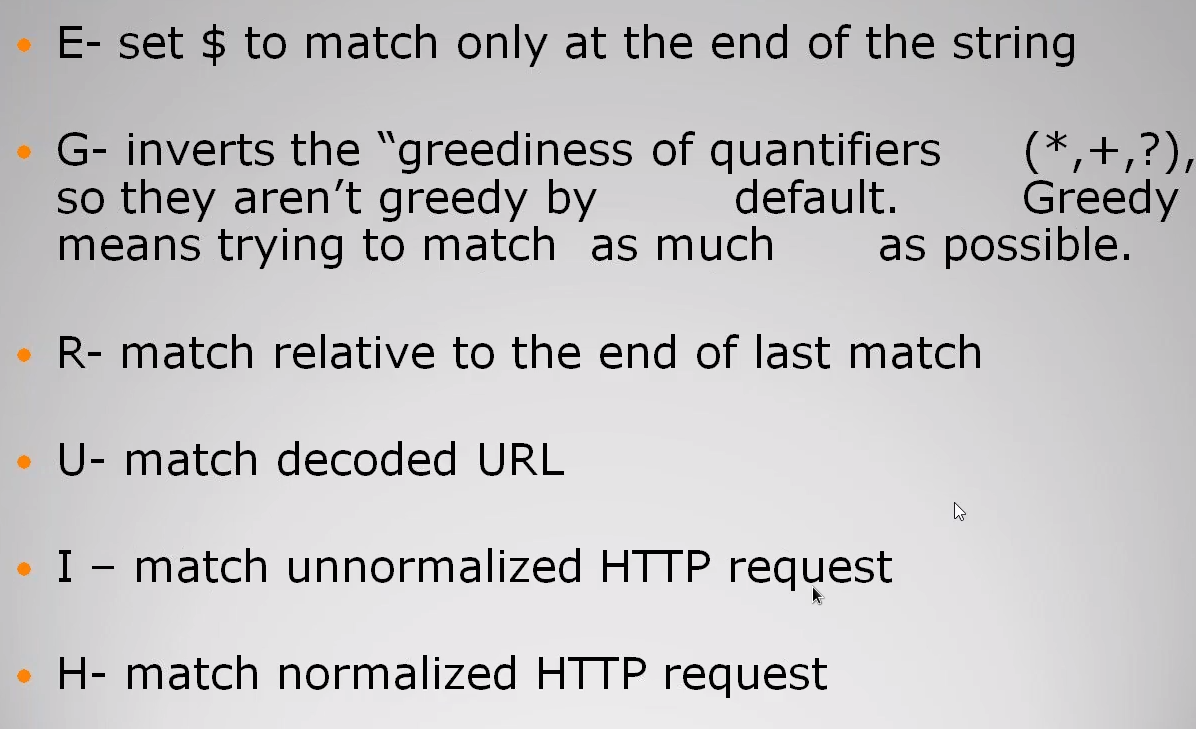 • E- set $ to match only at the end of the string
• G- inverts the “greediness of quantifiers (*,+,?),
so they aren’t greedy by default. Greedy
means trying to match as much as possible.
• R- match relative to the end of last match
• U- match decoded URL
• I – match unnormalized HTTP request
• H- match normalized HTTP request